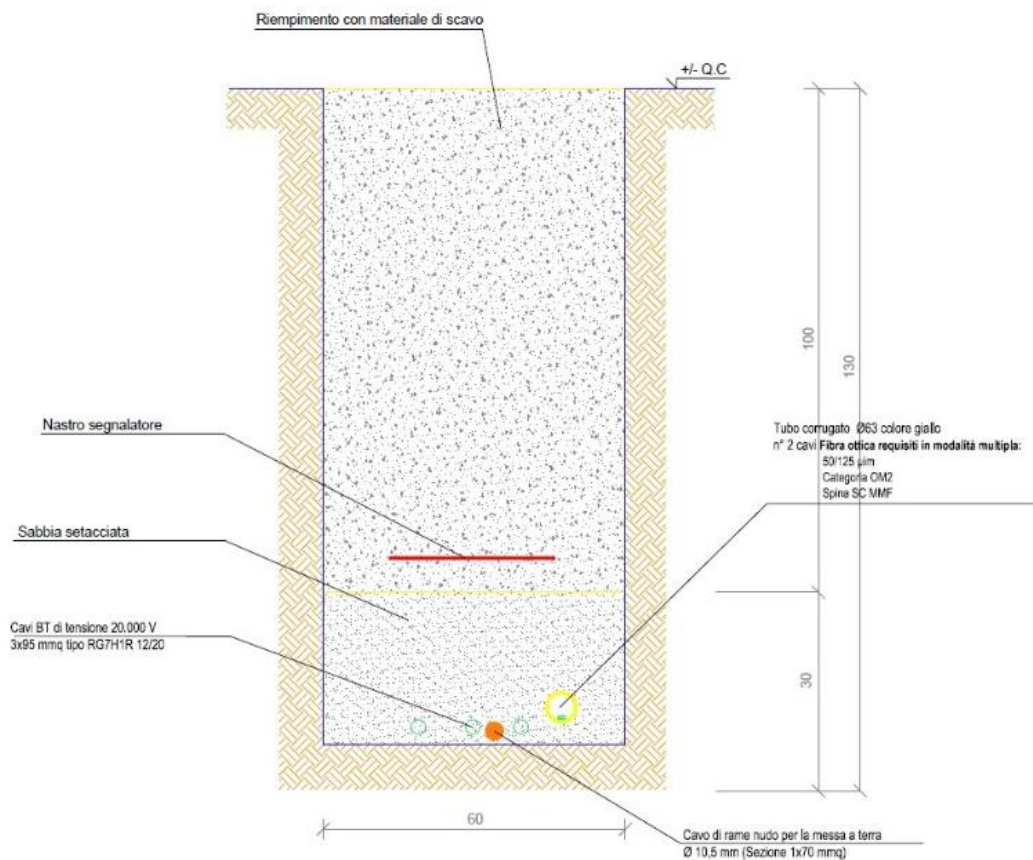 Riempimento con materiale di scavo
+/- Q.C
100
130
Nastro segnalatore
Tubo corrugato Ø63 colore giallo
n° 2 cavi Fibra ottica requisiti in modalità multipla:
50/125 µim
Categoria OM2
Spina SC MMF
Sabbia setacciata
Cavi BT di tensione 20.000 V
3x95 mmq tipo RG7H1R 12/20
30
60
Cavo di rame nudo per la messa a terra
Ø 10,5 mm (Sezione 1x70 mmq)